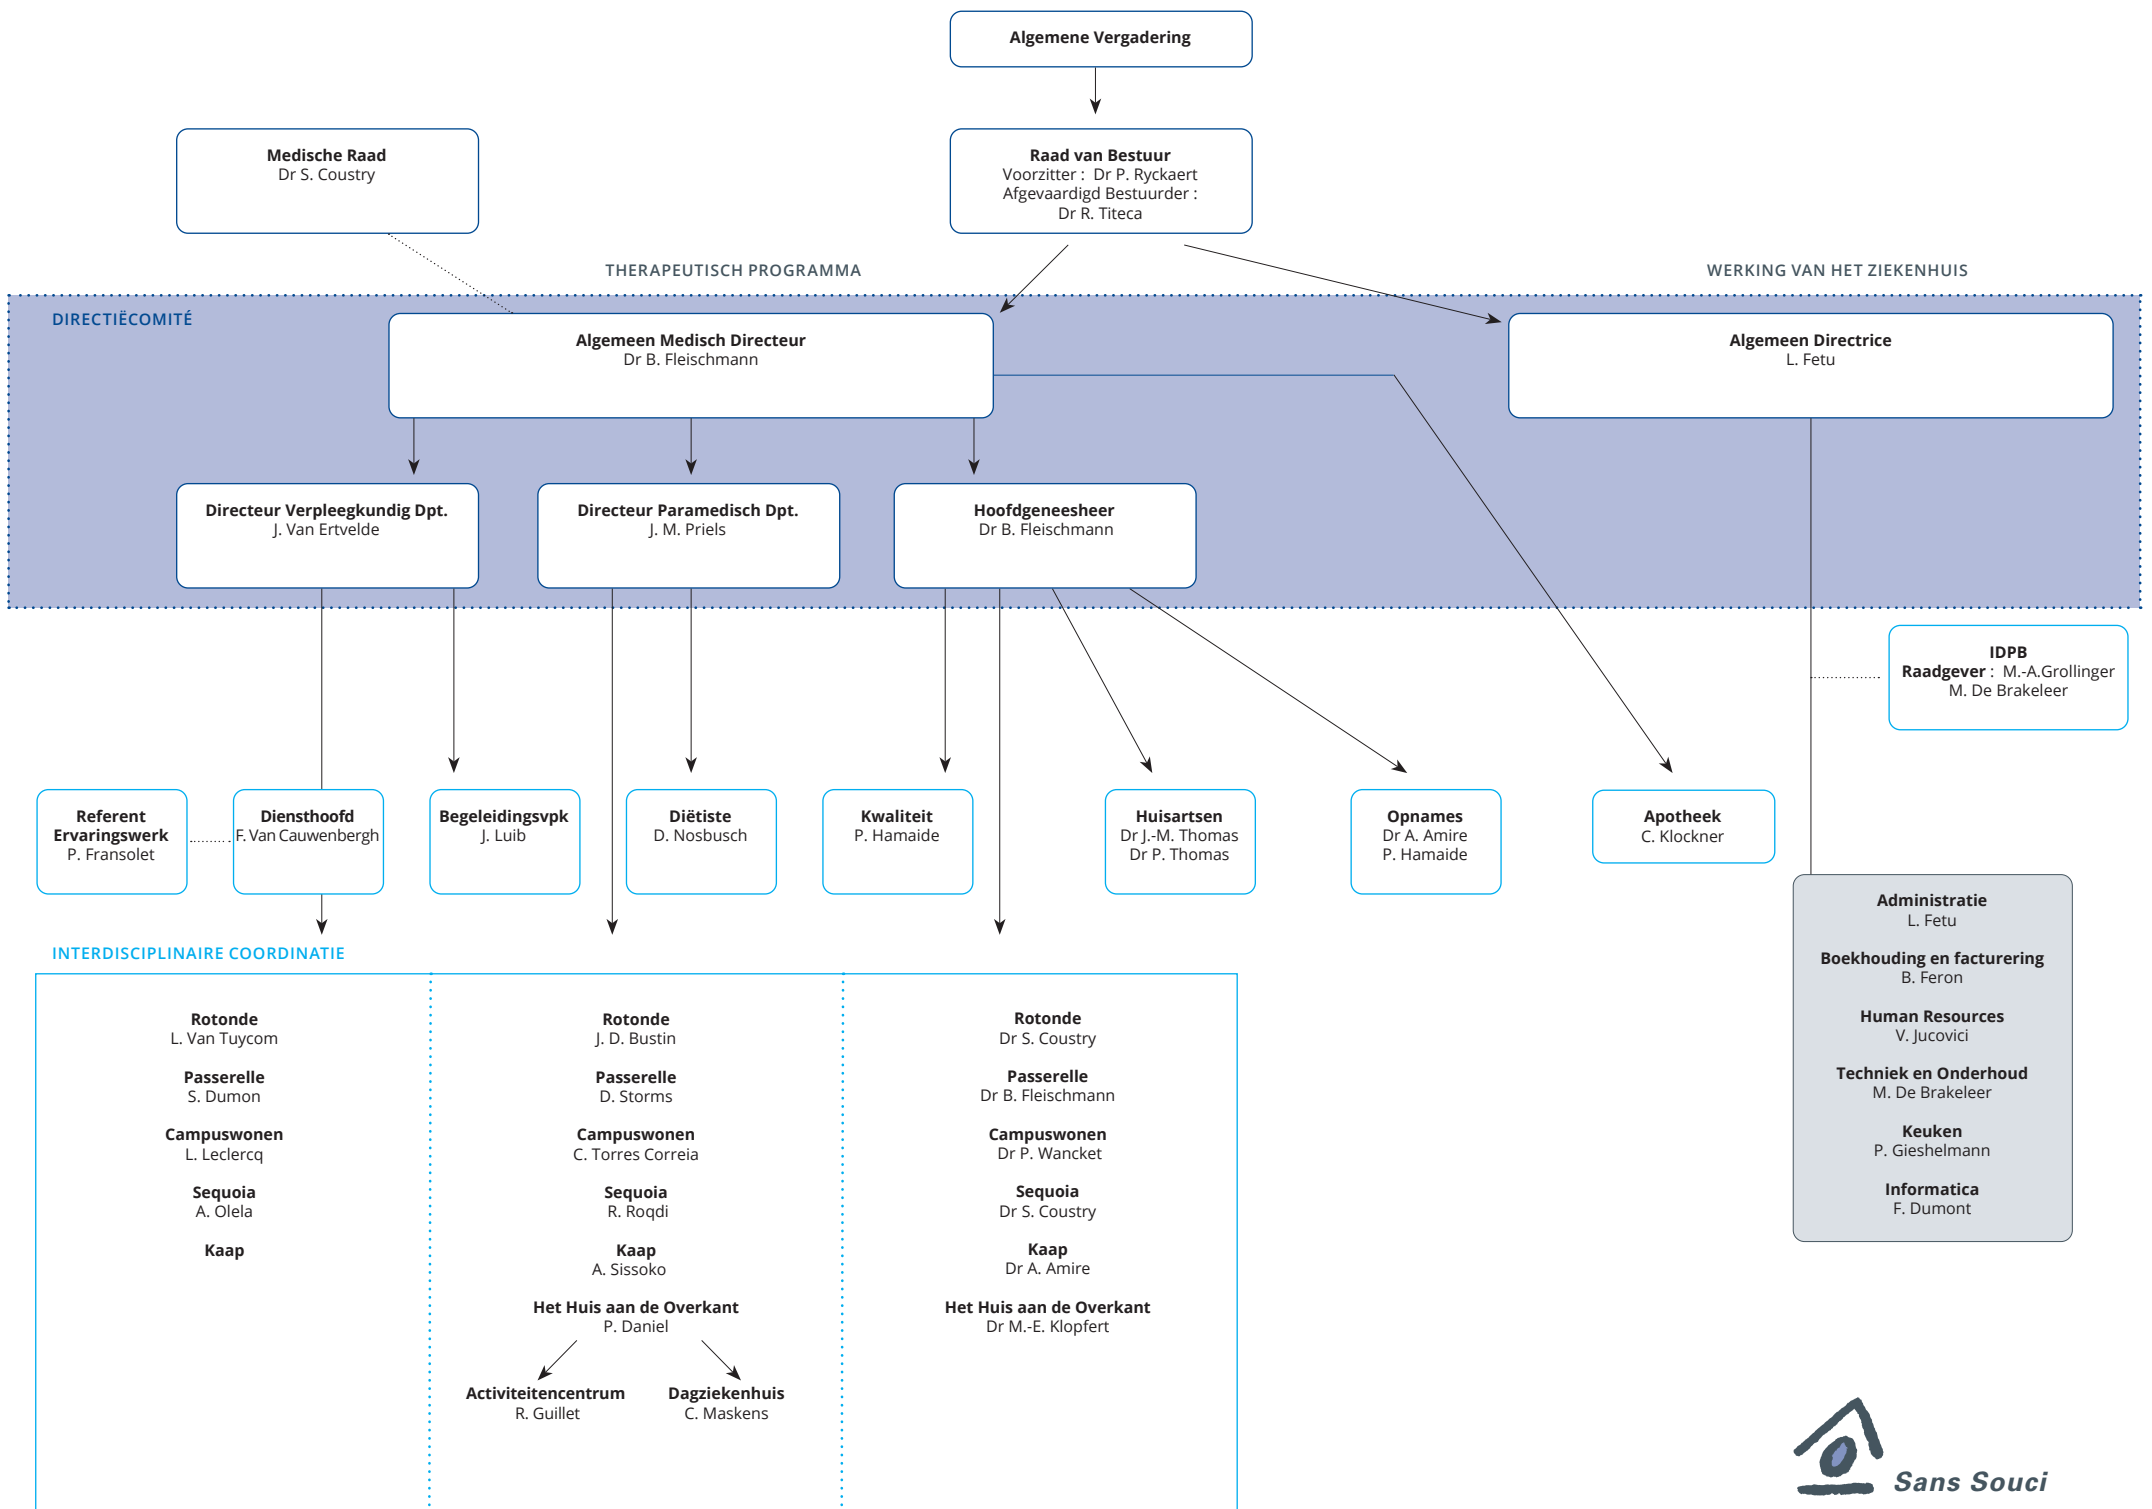 Algemene Vergadering
Medische Raad
Dr S. Coustry
Raad van Bestuur
Voorzitter : Dr P. Ryckaert
Afgevaardigd Bestuurder :
Dr R. Titeca
THERAPEUTISCH PROGRAMMA
WERKING VAN HET ZIEKENHUIS
DIRECTIËCOMITÉ
Algemeen Medisch Directeur
Dr B. Fleischmann
Algemeen Directrice
L. Fetu
Directeur Verpleegkundig Dpt.
J. Van Ertvelde
Directeur Paramedisch Dpt.
J. M. Priels
Hoofdgeneesheer
Dr B. Fleischmann
IDPB
Raadgever : M.-A.Grollinger
M. De Brakeleer
Referent
Ervaringswerk
P. Fransolet
Diensthoofd
F. Van Cauwenbergh
Begeleidingsvpk
J. Luib
Diëtiste
D. Nosbusch
Kwaliteit
P. Hamaide
Huisartsen
Dr J.-M. Thomas
Dr P. Thomas
Opnames
Dr A. Amire
P. Hamaide
Apotheek
C. Klockner
Administratie
L. Fetu
Boekhouding en facturering
B. Feron
Human Resources
V. Jucovici
Techniek en Onderhoud
M. De Brakeleer
Keuken
P. Gieshelmann
Informatica
F. Dumont
INTERDISCIPLINAIRE COORDINATIE
Rotonde
L. Van Tuycom
Passerelle
S. Dumon
Campuswonen
L. Leclercq
Sequoia
A. Olela
Kaap
Rotonde
J. D. Bustin
Passerelle
D. Storms
Campuswonen
C. Torres Correia
Sequoia
R. Roqdi
Kaap
A. Sissoko
Het Huis aan de Overkant
P. Daniel
Activiteitencentrum
R. Guillet
Dagziekenhuis
C. Maskens
Rotonde
Dr S. Coustry
Passerelle
Dr B. Fleischmann
Campuswonen
Dr P. Wancket
Sequoia
Dr S. Coustry
Kaap
Dr A. Amire
Het Huis aan de Overkant
Dr M.-E. Klopfert
Sans Souci